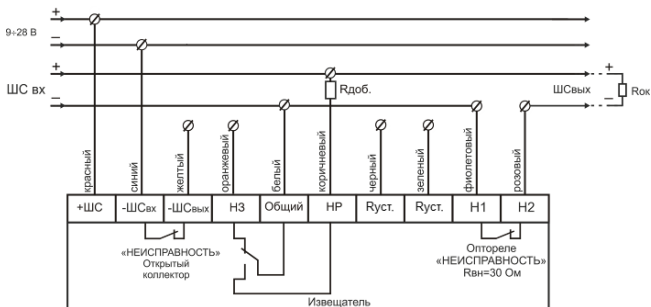 +
9÷28 В
–
+
ШС вх
–
Rдоб.
ШСвых
+
–
Rок
красный
синий
желтый
оранжевый
белый
коричневый
черный
зеленый
фиолетовый
розовый
+ШС
-ШСвх
-ШСвых
НЗ
Общий
НР
Rуст.
Rуст.
Н1
Н2
«НЕИСПРАВНОСТЬ»
Открытый
коллектор
Оптореле
«НЕИСПРАВНОСТЬ»
Rвн=30 Ом
Извещатель